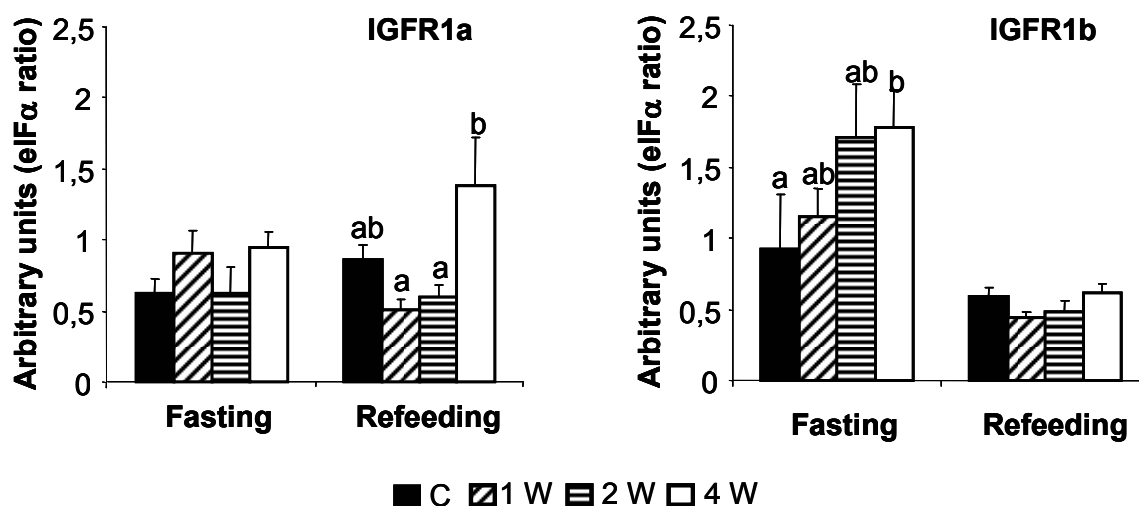 IGFR1a
Arbitrary units (eIFα ratio)
2,5
2
1,5
1
0,5
0
ab
a
a
b
Fasting
Refeeding
IGFR1b
Arbitrary units (eIFα ratio)
2,5
2
1,5
1
0,5
0
a
ab
ab
b
Fasting
Refeeding
C 1 W 2 W 4 W